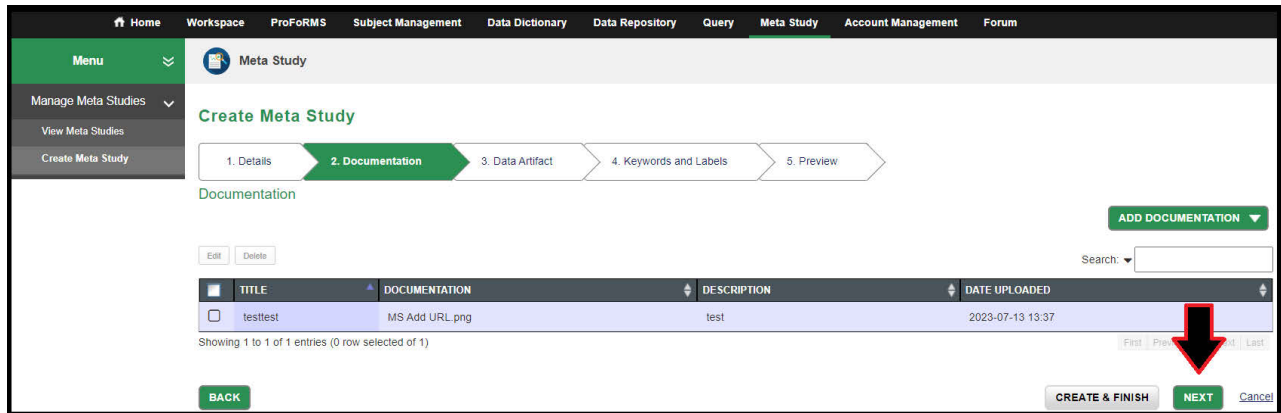 Home Workspace ProFoRMS Subject Management Data Dictionary Data Repository Query Meta Study Account Management Forum
Menu Meta Study
Manage Meta Studies
View Meta Studies
Create Meta Study
Create Meta Study
1. Details 2. Documentation 3. Data Artifact 4. Keywords and Labels 5. Preview
Documentation
ADD DOCUMENTATION
Edit Delete Search:
TITLE DOCUMENTATION DESCRIPTION DATE UPLOADED
testtest MS Add URL.png test 2023-07-13 13:37
Showing 1 to 1 of 1 entries (0 row selected of 1) First Last
BACK CREATE & FINISH NEXT Cancel